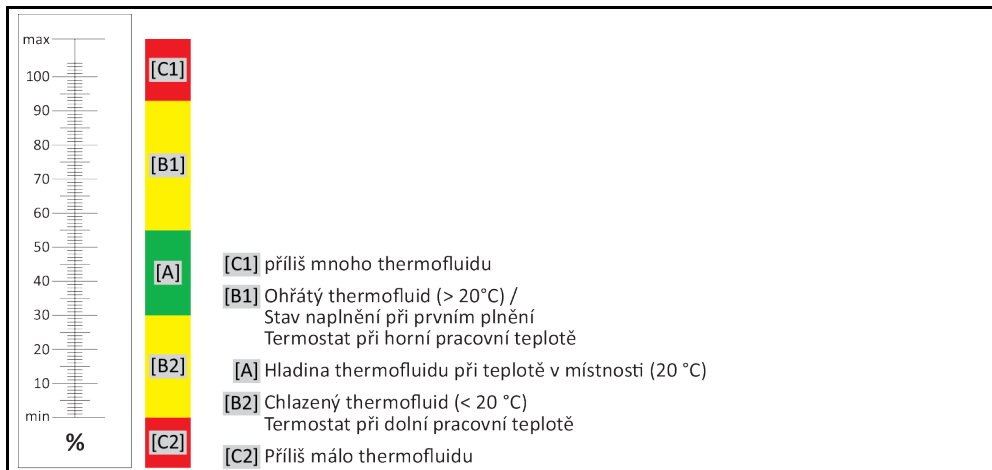 max
100
90
80
70
60
50
40
30
20
10
min
%
[C1]
[B1]
[A]
[B2]
[C2]
[C1] příliš mnoho thermofluidu
[B1] Ohřátý thermofluid (> 20°C) /
Stav naplnění při prvním plnění
Termostat při horní pracovní teplotě
[A] Hladina thermofluidu při teplotě v místnosti (20 °C)
[B2] Chlazený thermofluid (< 20 °C)
Termostat při dolní pracovní teplotě
[C2] Příliš málo thermofluidu